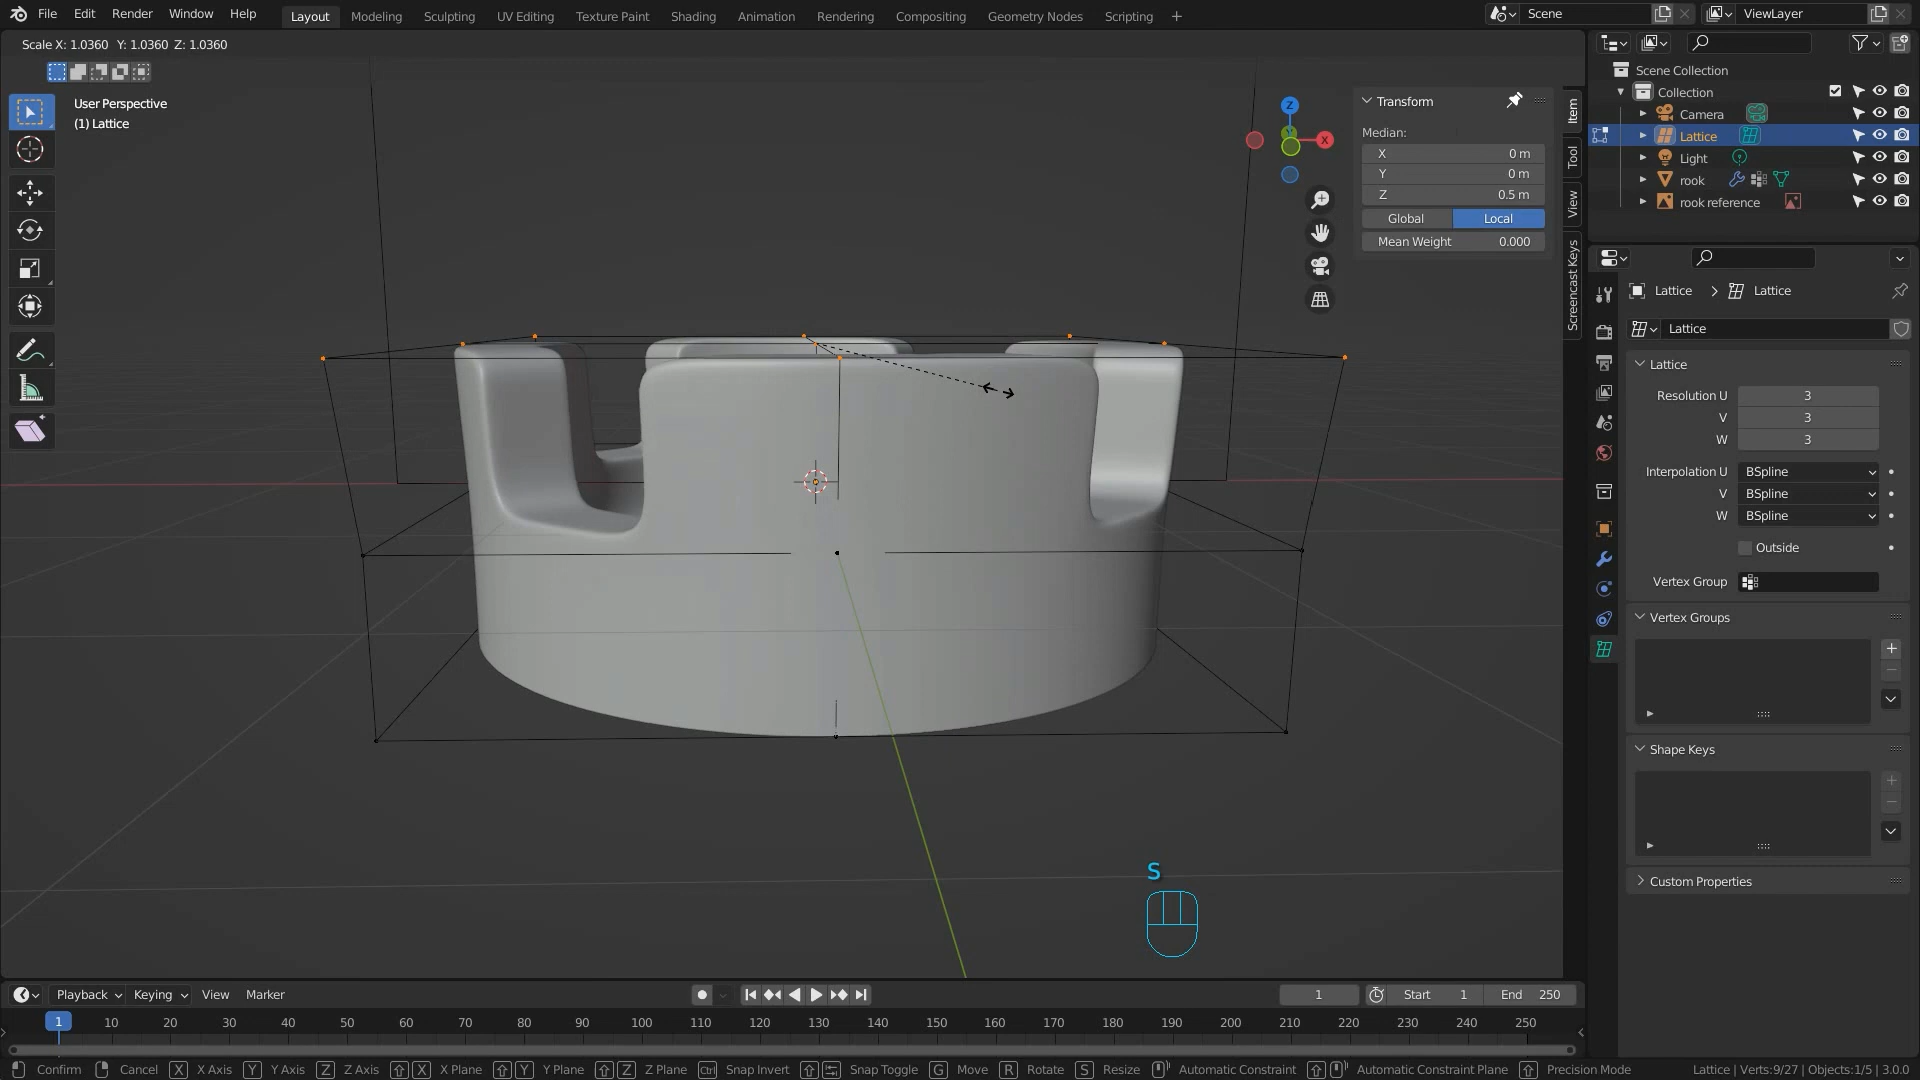 File Edit Render Window Help Layout Modeling Sculpting UV Editing Texture Paint Shading Animation Rendering Compositing Geometry Nodes Scripting + Scene ViewLayer
Scale X: 1.0360 Y: 1.0360 Z: 1.0360
User Perspective
(1) Lattice
Z
X
Transform
Median:
X 0 m
Y 0 m
Z 0.5 m
Global Local
Mean Weight 0.000
Item
Tool
View
Screencast Keys
Scene Collection
Collection
Camera
Lattice
Light
rook
rook reference
Lattice > Lattice
Lattice
Lattice
Resolution U 3
V 3
W 3
Interpolation U BSpline
V BSpline
W BSpline
Outside
Vertex Group
Vertex Groups
Shape Keys
Custom Properties
S
Playback Keying View Marker 1 Start 1 End 250
1 10 20 30 40 50 60 70 80 90 100 110 120 130 140 150 160 170 180 190 200 210 220 230 240 250
Confirm Cancel X X Axis Y Y Axis Z Z Axis X X Plane Y Y Plane Z Z Plane Ctrl Snap Invert Snap Toggle G Move R Rotate S Resize Automatic Constraint Automatic Constraint Plane Precision Mode Lattice | Verts:9/27 | Objects:1/5 | 3.0.0